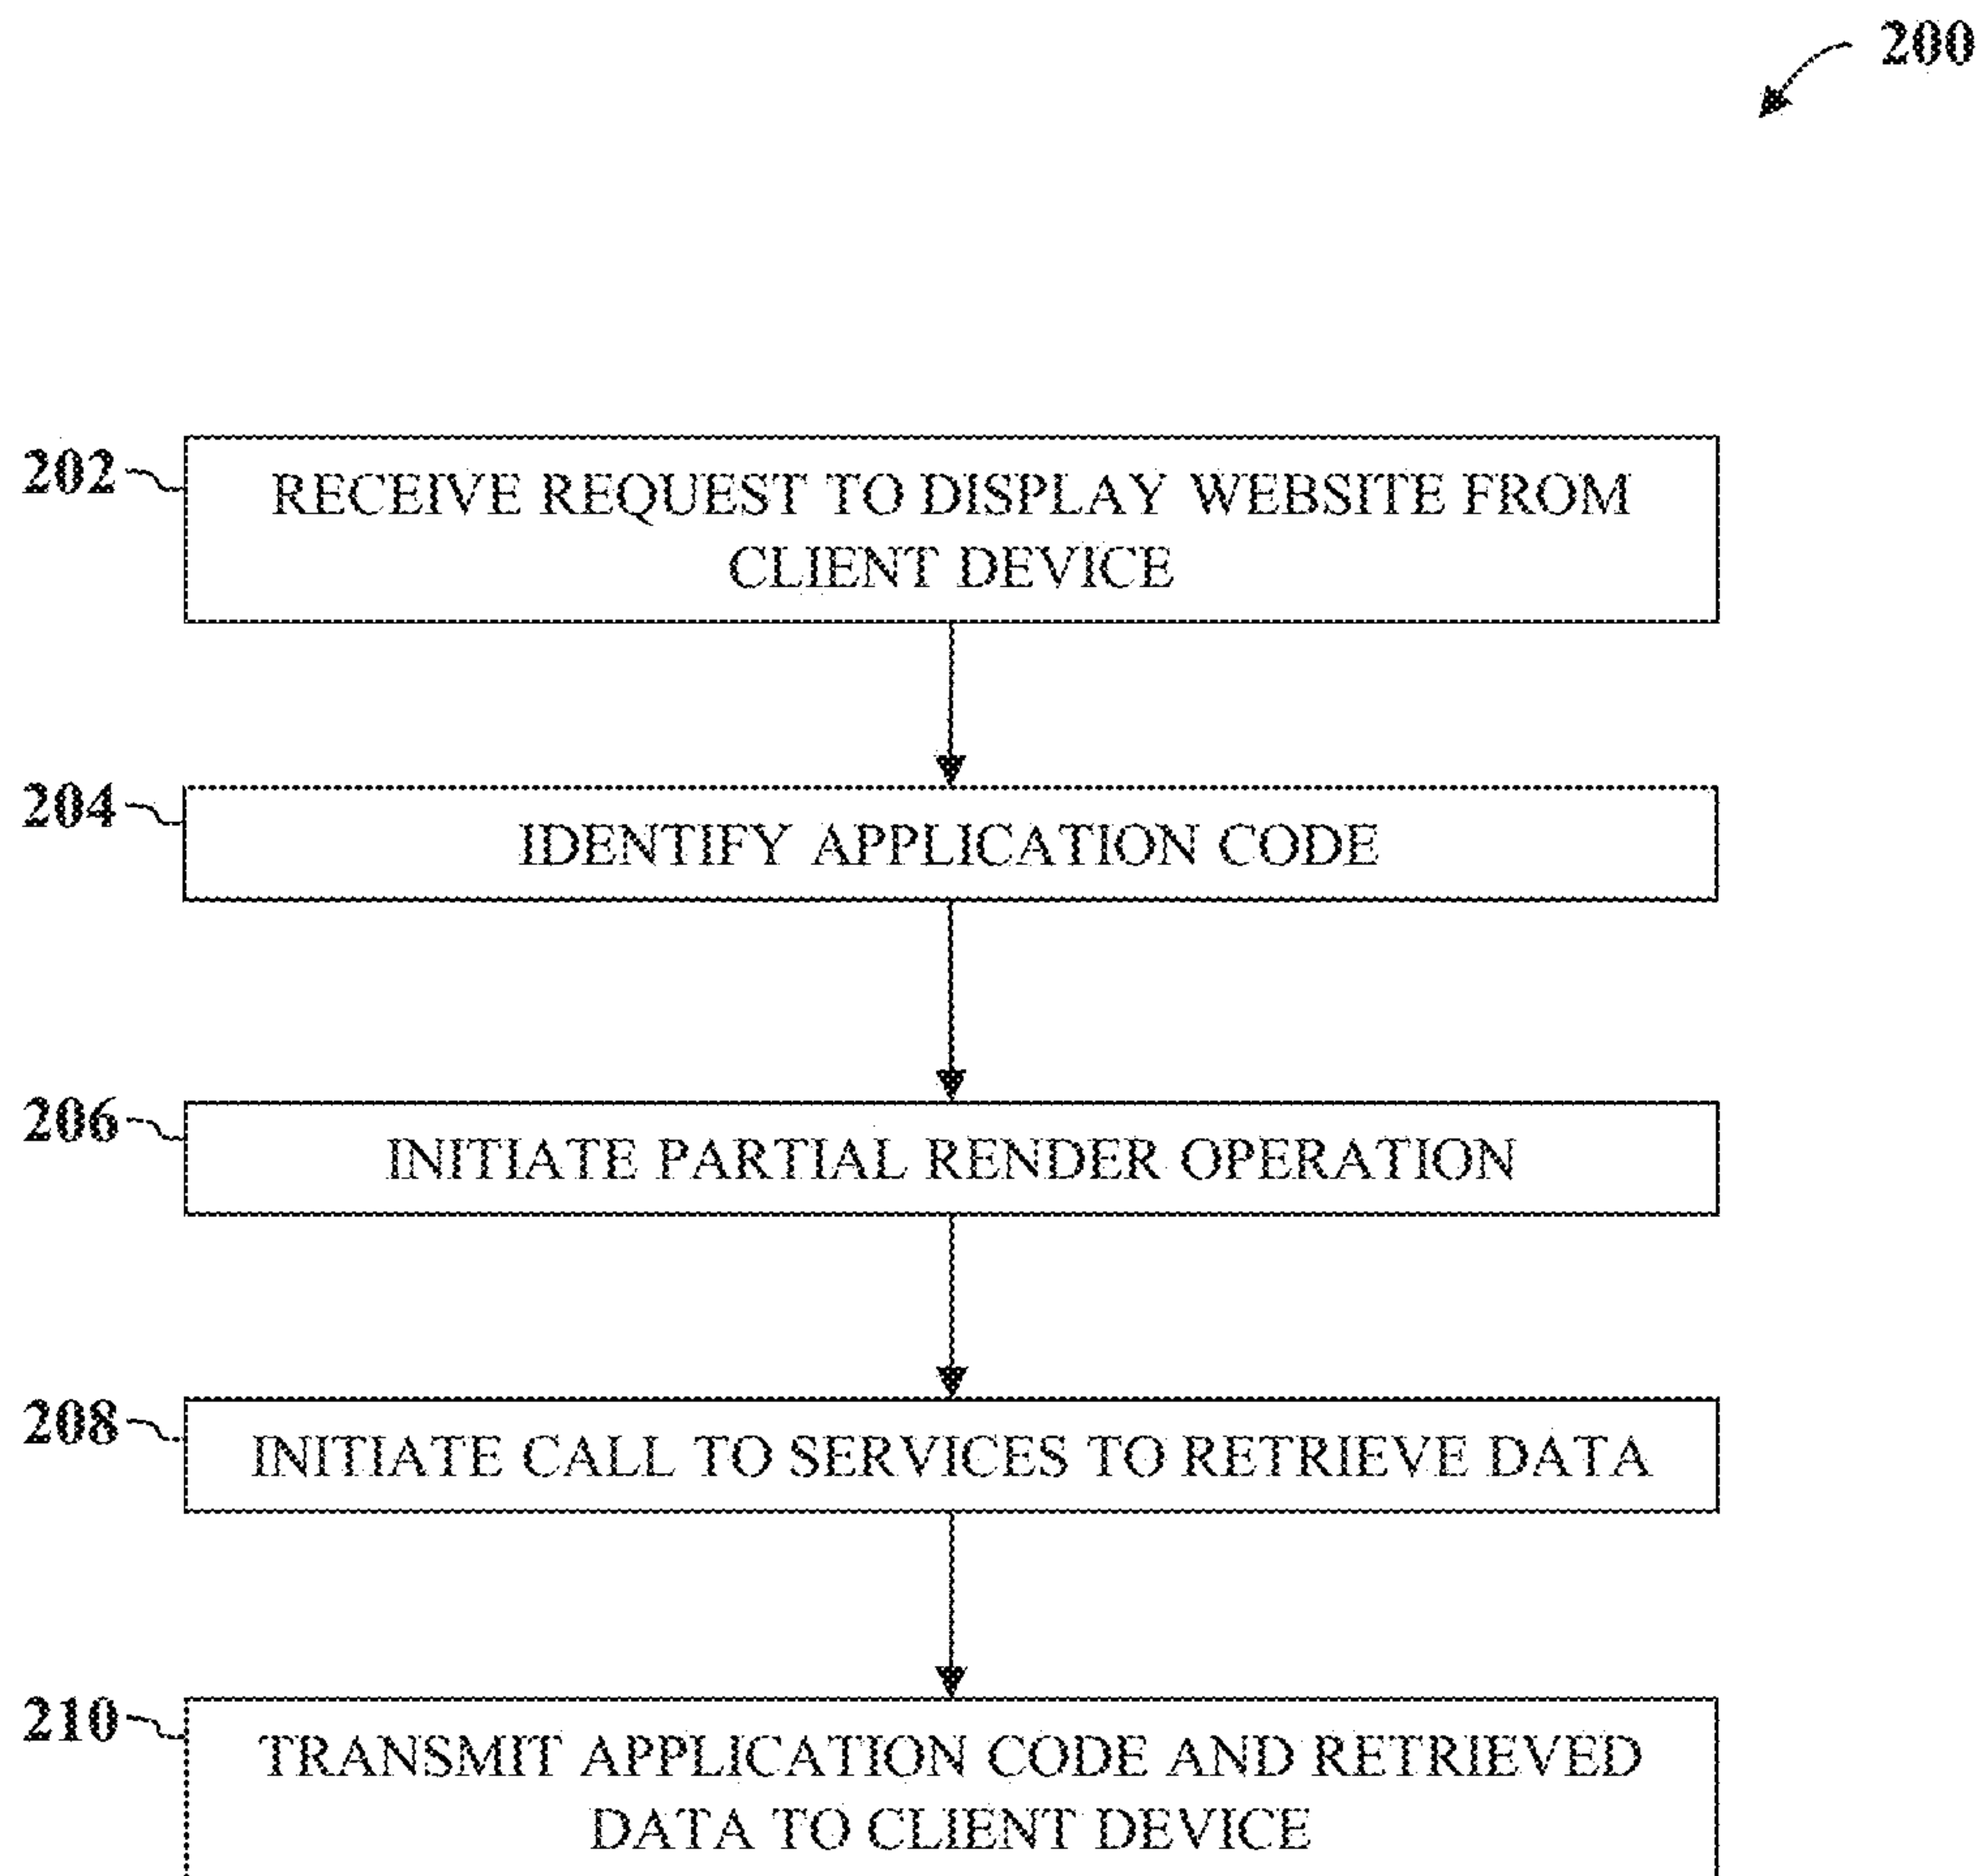 200
202
RECEIVE REQUEST TO DISPLAY WEBSITE FROM
CLIENT DEVICE
204
IDENTIFY APPLICATION CODE
206
INITIATE PARTIAL RENDER OPERATION
208
INITIATE CALL TO SERVICES TO RETRIEVE DATA
210
TRANSMIT APPLICATION CODE AND RETRIEVED
DATA TO CLIENT DEVICE